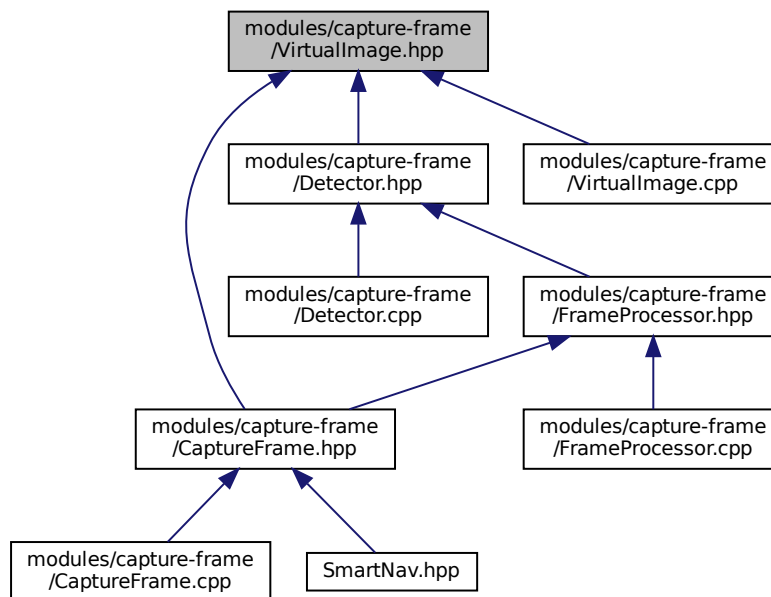 modules/capture-frame
/VirtualImage.hpp
modules/capture-frame
/Detector.hpp
modules/capture-frame
/VirtualImage.cpp
modules/capture-frame
/Detector.cpp
modules/capture-frame
/FrameProcessor.hpp
modules/capture-frame
/CaptureFrame.hpp
modules/capture-frame
/FrameProcessor.cpp
modules/capture-frame
/CaptureFrame.cpp
SmartNav.hpp